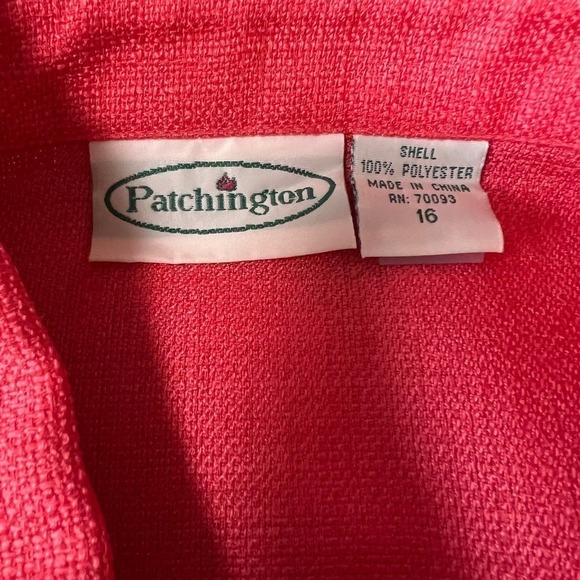 Patchington
SHELL
100% POLYESTER
MADE IN CHINA
RN: 70093
16